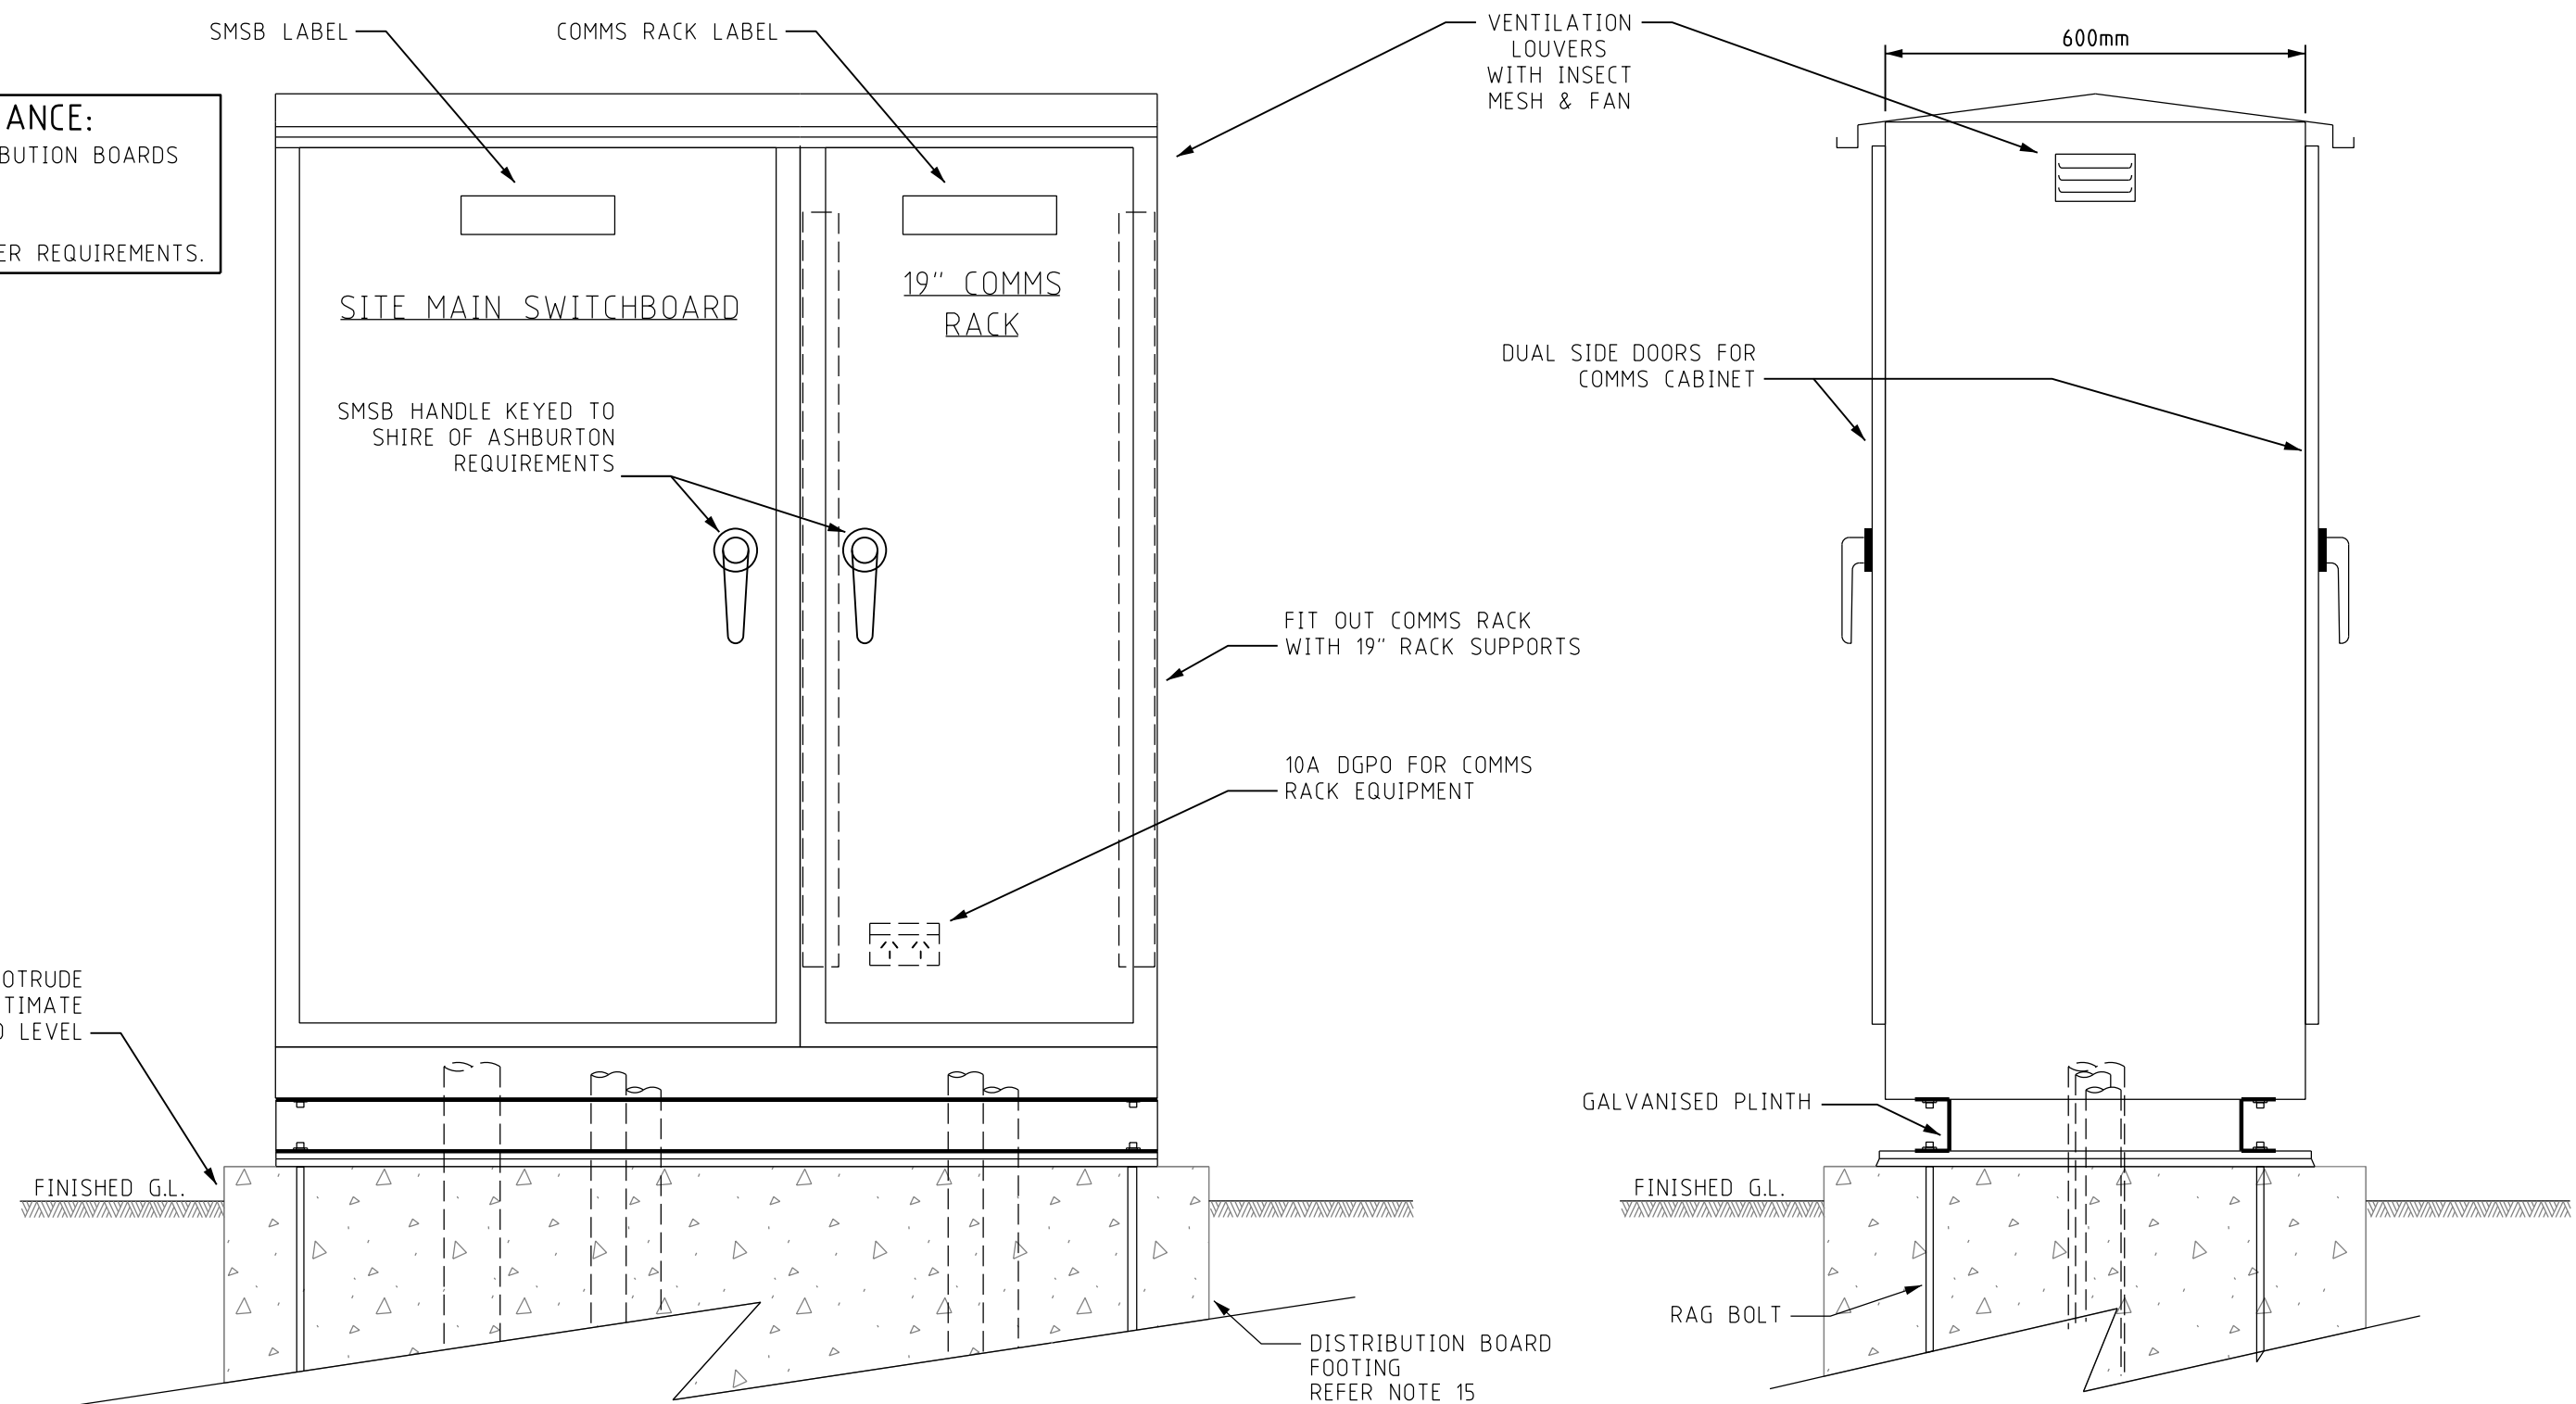 SMSB LABEL
COMMS RACK LABEL
VENTILATION
LOUVERS
WITH INSECT
MESH & FAN
600mm
ANCE:
BUTION BOARDS
ER REQUIREMENTS.
SITE MAIN SWITCHBOARD
19" COMMS
RACK
SMSB HANDLE KEYED TO
SHIRE OF ASHBURTON
REQUIREMENTS
DUAL SIDE DOORS FOR
COMMS CABINET
FIT OUT COMMS RACK
WITH 19" RACK SUPPORTS
10A DGPO FOR COMMS
RACK EQUIPMENT
OTRUDE
TIMATE
D LEVEL
GALVANISED PLINTH
FINISHED G.L.
FINISHED G.L.
RAG BOLT
DISTRIBUTION BOARD
FOOTING
REFER NOTE 15